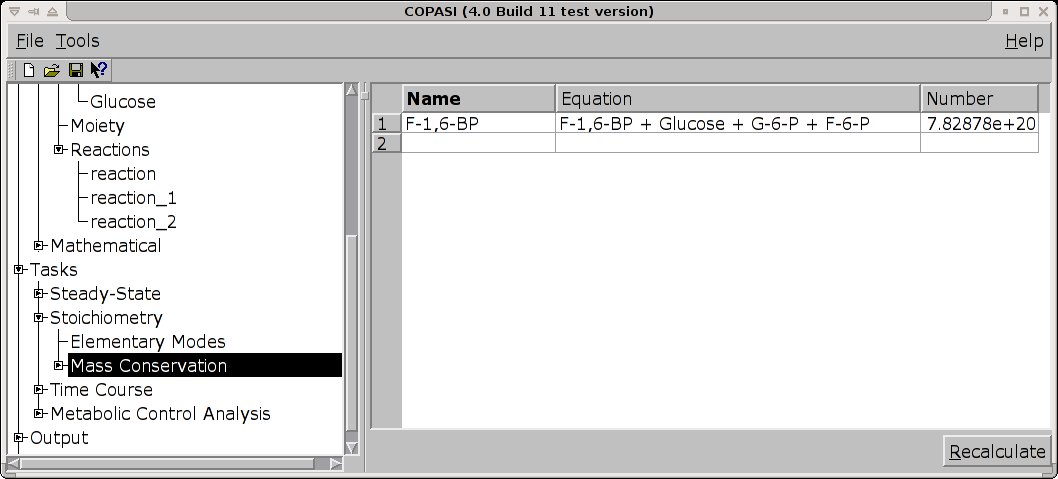 COPASI (4.0 Build 11 test version)
File Tools Help
Glucose
Moiety
Reactions
reaction
reaction_1
reaction_2
Mathematical
Tasks
Steady-State
Stoichiometry
Elementary Modes
Mass Conservation
Time Course
Metabolic Control Analysis
Output
Name Equation Number
1 F-1,6-BP F-1,6-BP + Glucose + G-6-P + F-6-P 7.82878e+20
2
Recalculate